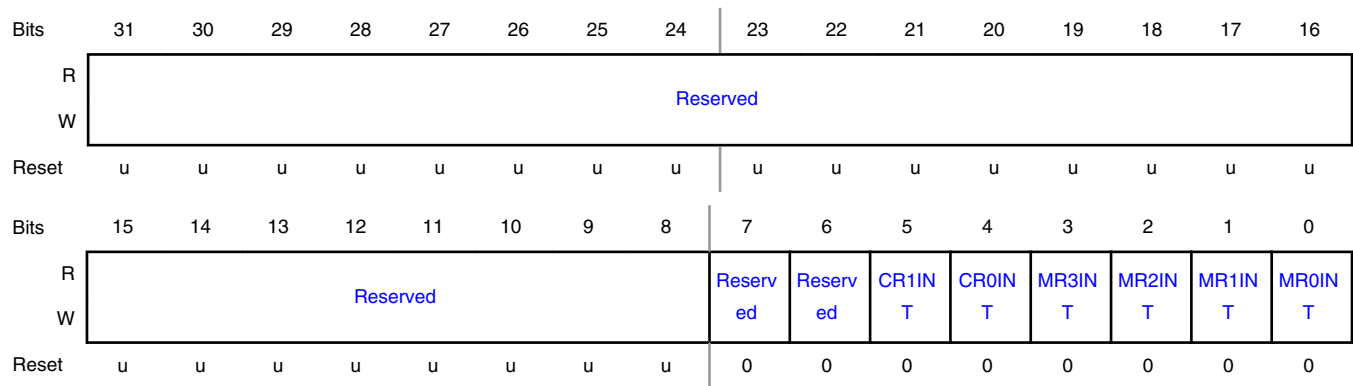 Bits 31 30 29 28 27 26 25 24 23 22 21 20 19 18 17 16
R
Reserved
W
Reset u u u u u u u u u u u u u u u u
Bits 15 14 13 12 11 10 9 8 7 6 5 4 3 2 1 0
R Reserv Reserv CR1IN CR0IN MR3IN MR2IN MR1IN MR0IN
Reserved
W ed ed T T T T T T
Reset u u u u u u u u 0 0 0 0 0 0 0 0